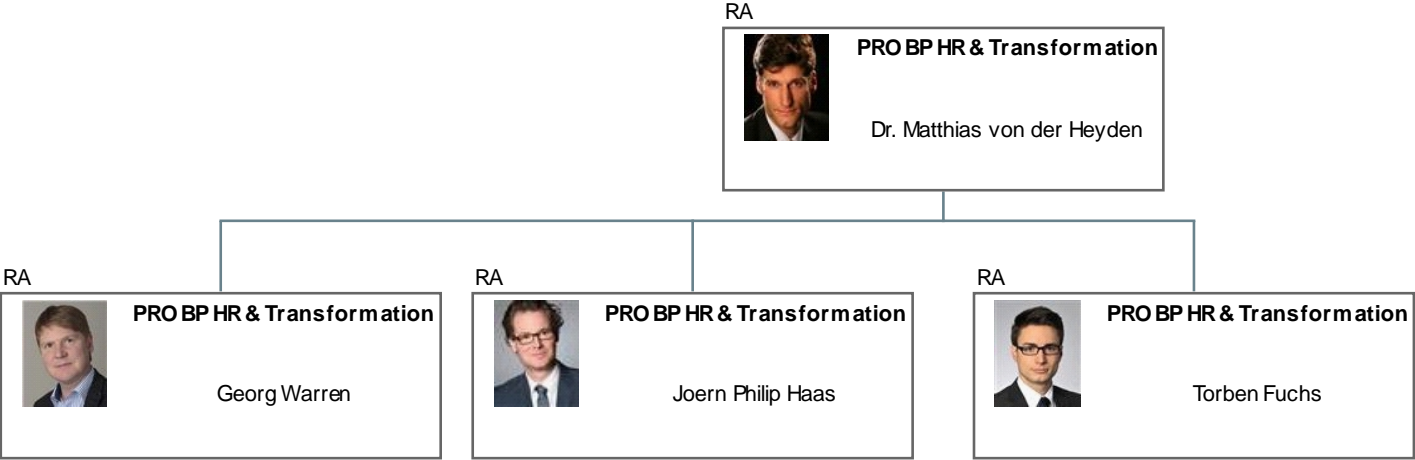 RA
PRO BP HR & Transformation
Dr. Matthias von der Heyden
RA
PRO BP HR & Transformation
Georg Warren
RA
PRO BP HR & Transformation
Joern Philip Haas
RA
PRO BP HR & Transformation
Torben Fuchs